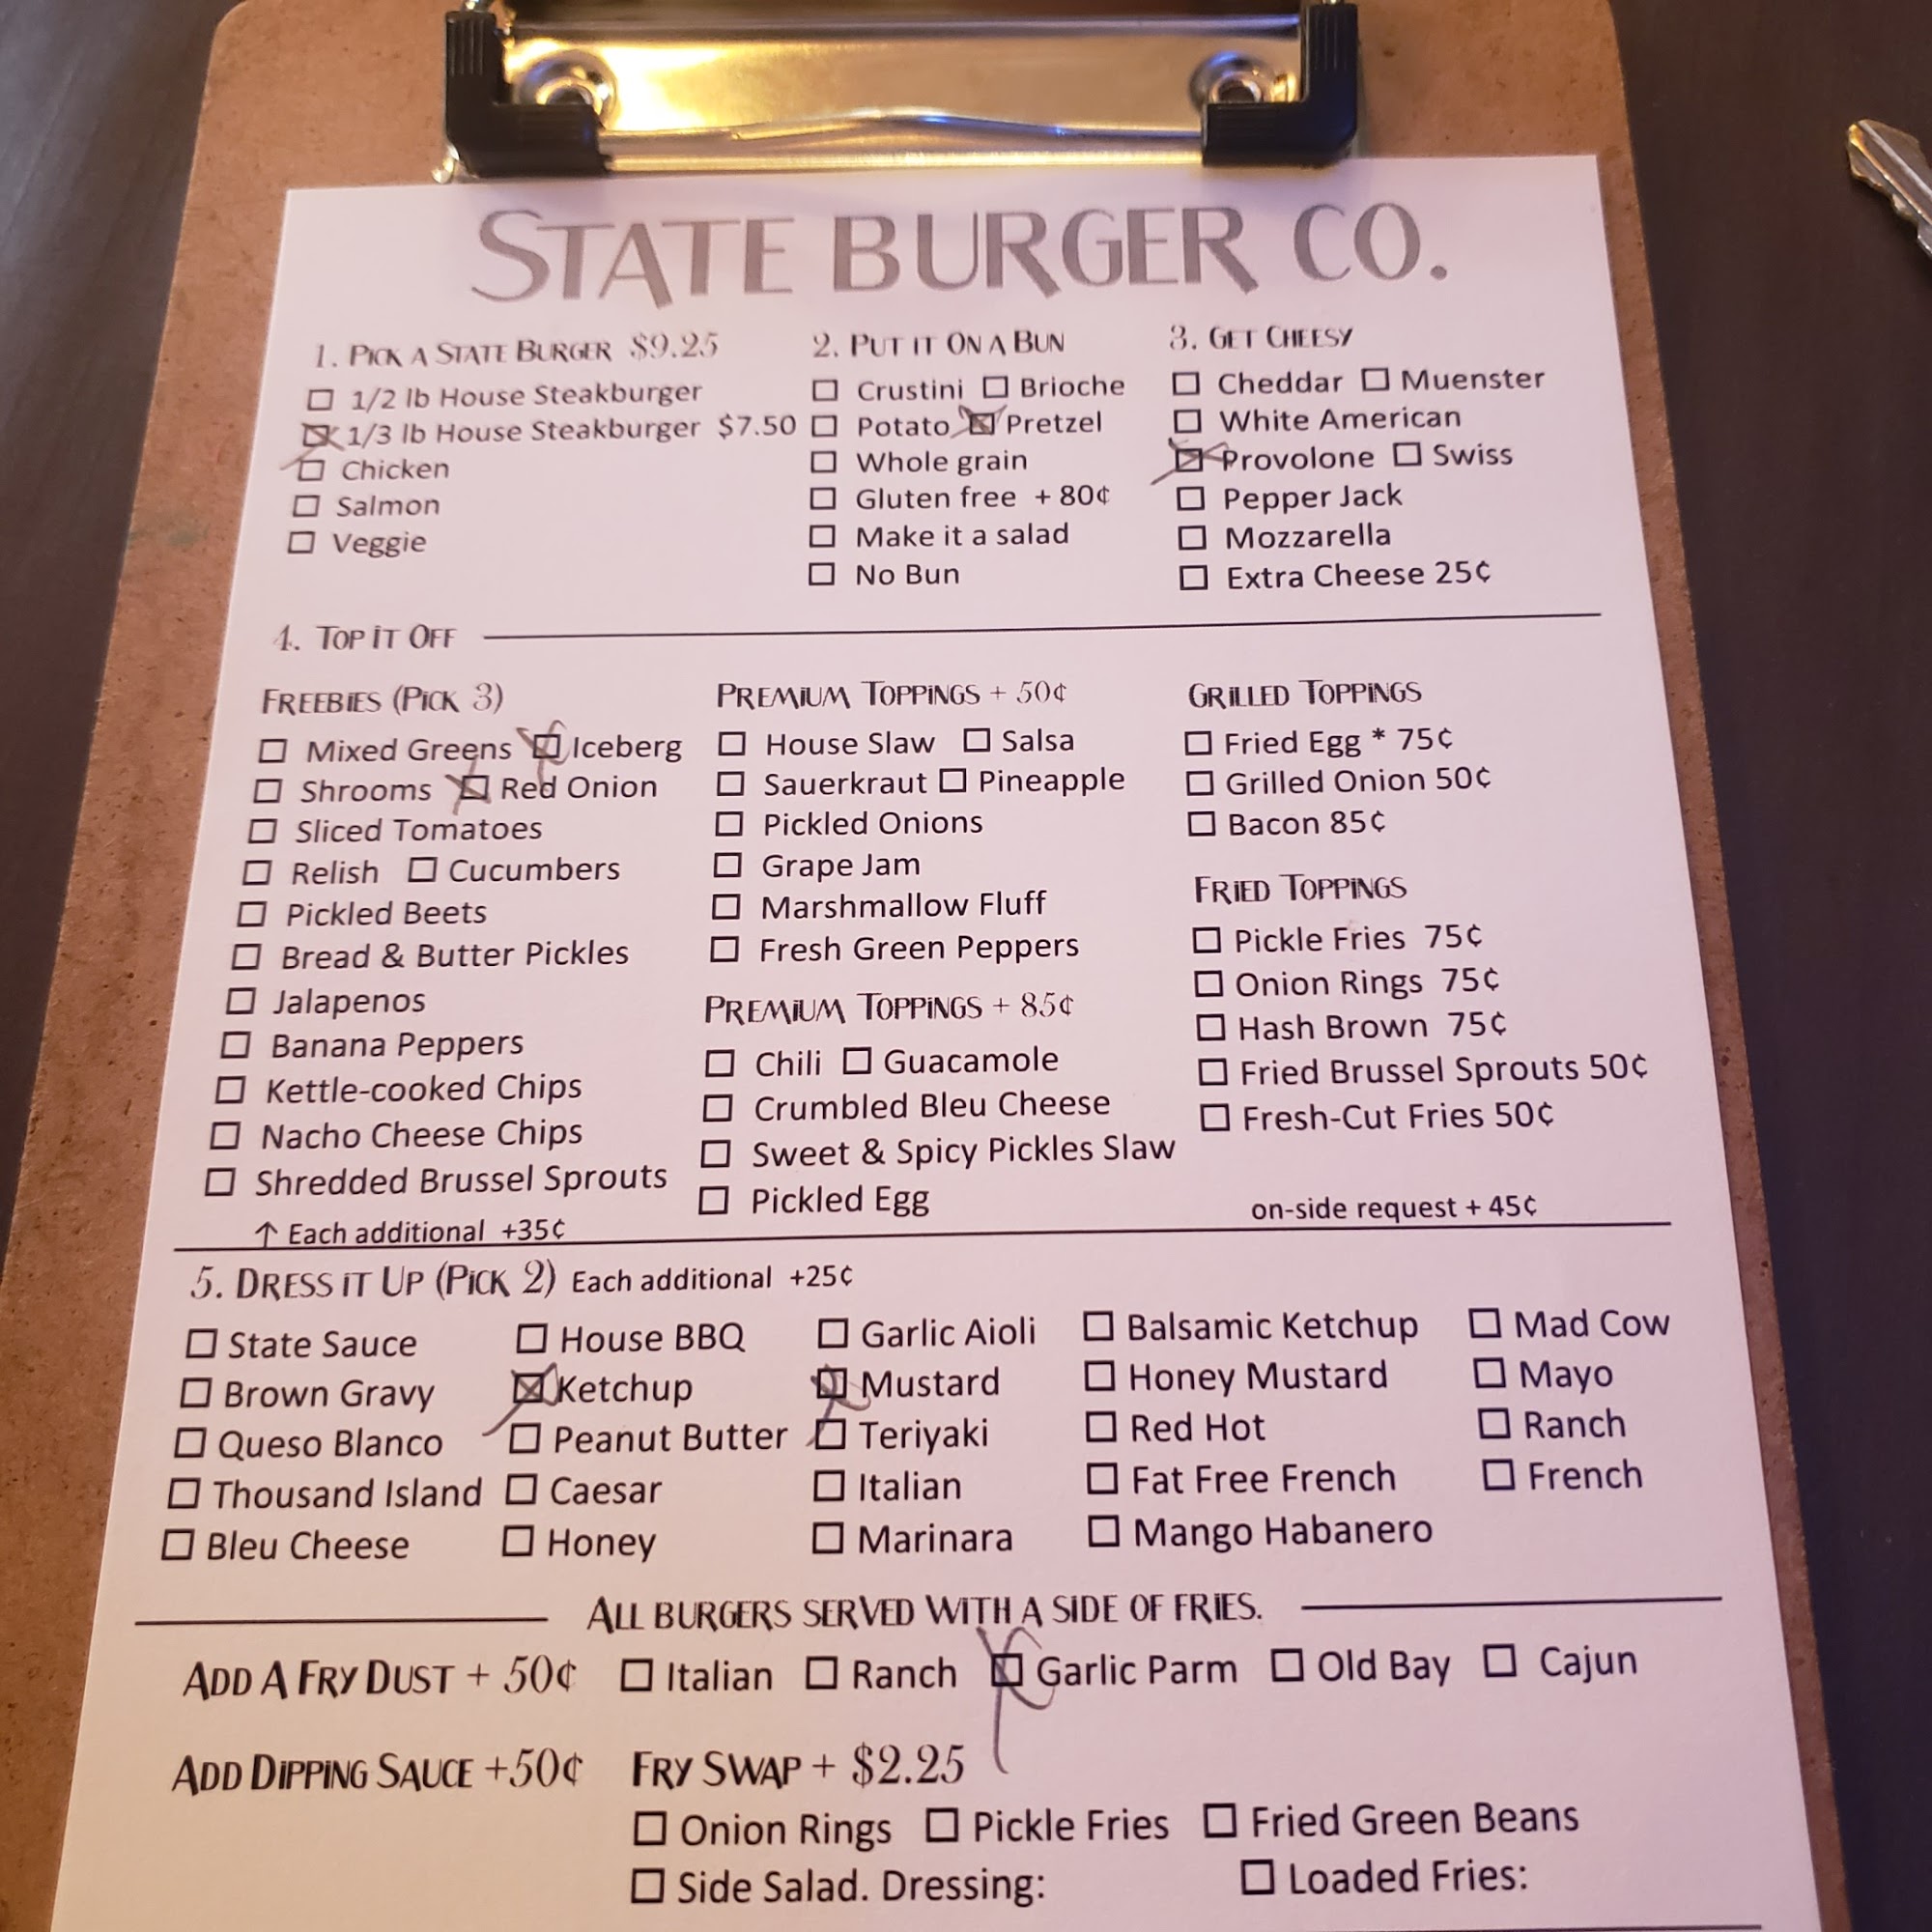 STATE BURGER CO.
1. PICK A STATE BURGER $9.25
1/2 lb House Steakburger
1/3 lb House Steakburger $7.50
Chicken
Salmon
Veggie
2. PUT IT ON A BUN
Crustini Brioche
Potato Pretzel
Whole grain
Gluten free + 80¢
Make it a salad
No Bun
3. GET CHEESY
Cheddar Muenster
White American
Provolone Swiss
Pepper Jack
Mozzarella
Extra Cheese 25¢
4. TOP IT OFF
FREEBIES (PICK 3)
Mixed Greens Iceberg
Shrooms Red Onion
Sliced Tomatoes
Relish Cucumbers
Pickled Beets
Bread & Butter Pickles
Jalapenos
Banana Peppers
Kettle-cooked Chips
Nacho Cheese Chips
Shredded Brussel Sprouts
↑ Each additional +35¢
PREMIUM TOPPINGS + 50¢
House Slaw Salsa
Sauerkraut Pineapple
Pickled Onions
Grape Jam
Marshmallow Fluff
Fresh Green Peppers
PREMIUM TOPPINGS + 85¢
Chili Guacamole
Crumbled Bleu Cheese
Sweet & Spicy Pickles Slaw
Pickled Egg
GRILLED TOPPINGS
Fried Egg * 75¢
Grilled Onion 50¢
Bacon 85¢
FRIED TOPPINGS
Pickle Fries 75¢
Onion Rings 75¢
Hash Brown 75¢
Fried Brussel Sprouts 50¢
Fresh-Cut Fries 50¢
on-side request + 45¢
5. DRESS IT UP (PICK 2) Each additional +25¢
State Sauce House BBQ Garlic Aioli Balsamic Ketchup Mad Cow
Brown Gravy Ketchup Mustard Honey Mustard Mayo
Queso Blanco Peanut Butter Teriyaki Red Hot Ranch
Thousand Island Caesar Italian Fat Free French French
Bleu Cheese Honey Marinara Mango Habanero
ALL BURGERS SERVED WITH A SIDE OF FRIES.
ADD A FRY DUST + 50¢ Italian Ranch Garlic Parm Old Bay Cajun
ADD DIPPING SAUCE +50¢ FRY SWAP + $2.25
Onion Rings Pickle Fries Fried Green Beans
Side Salad. Dressing: Loaded Fries: